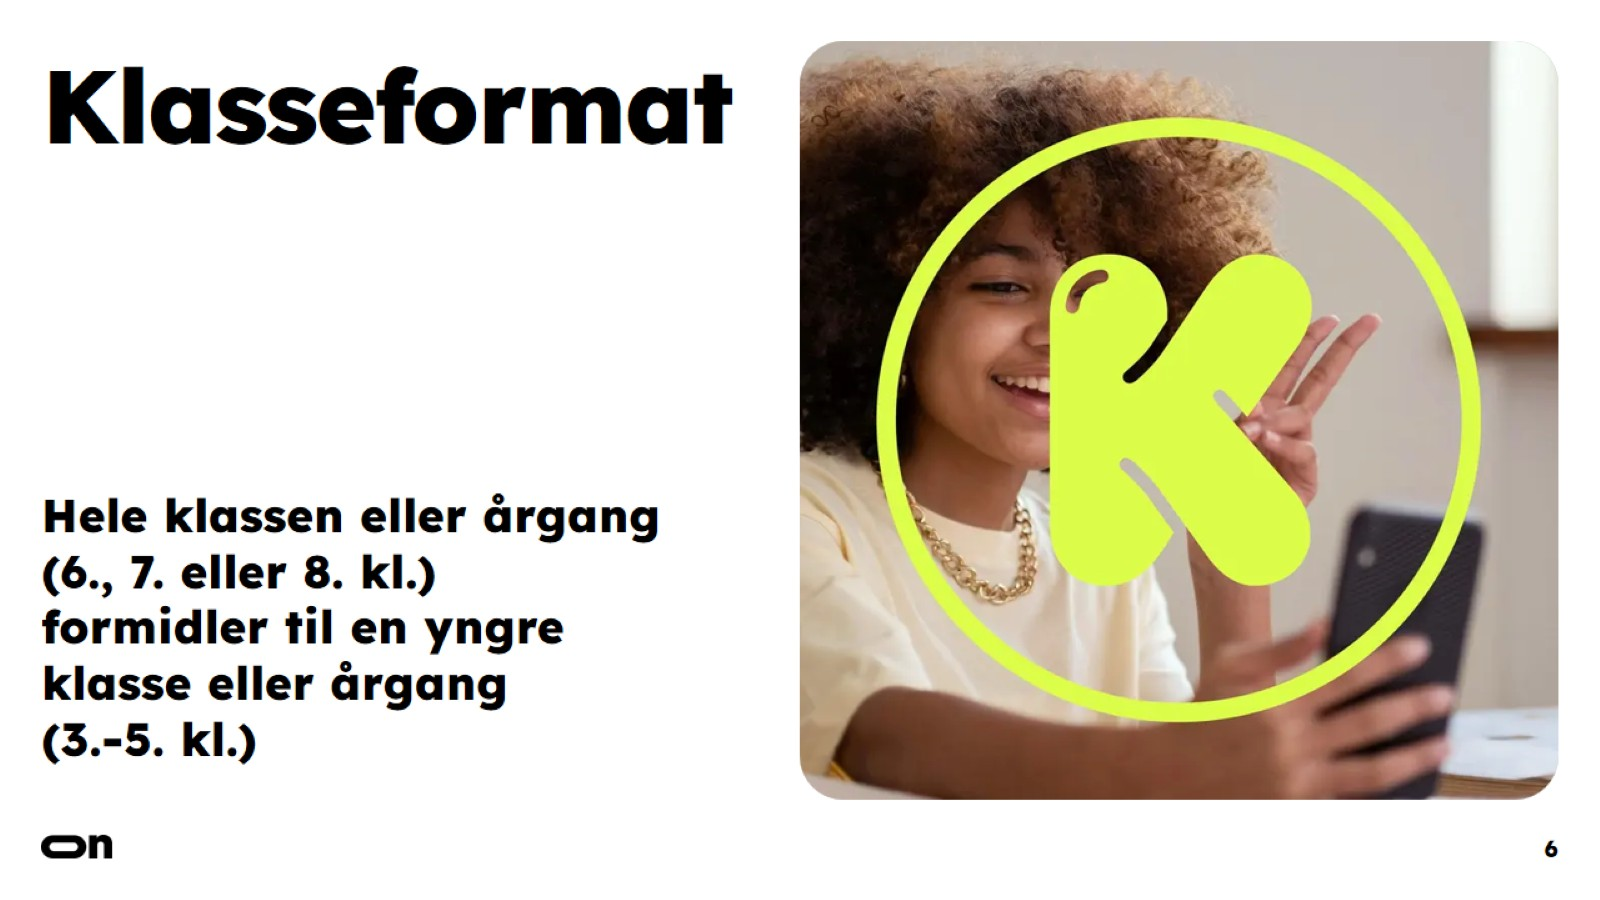 Klasseformat
Hele klassen eller årgang
(6., 7. eller 8. kl.)
formidler til en yngre
klasse eller årgang
(3.-5. kl.)
K
on
6